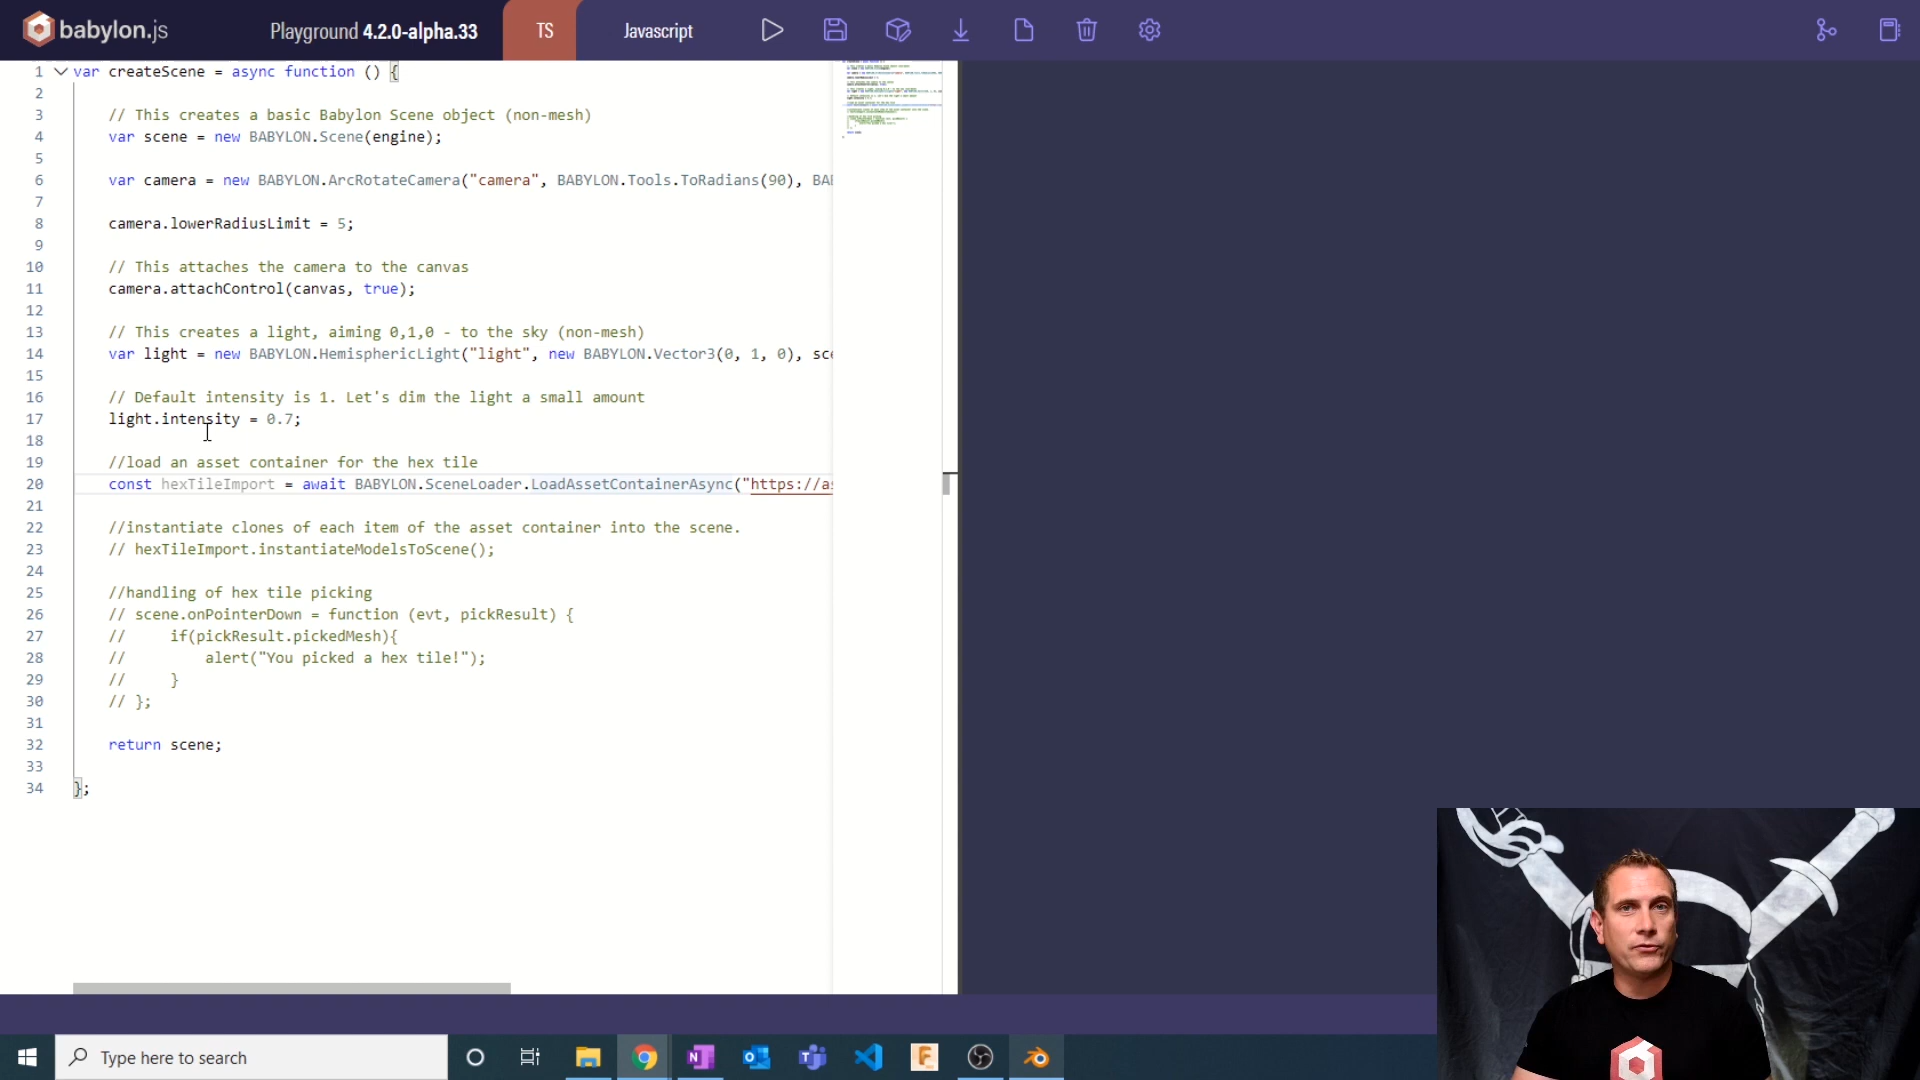 babylon.js Playground 4.2.0-alpha.33 TS Javascript
1 var createScene = async function () {
2
3 // This creates a basic Babylon Scene object (non-mesh)
4 var scene = new BABYLON.Scene(engine);
5
6 var camera = new BABYLON.ArcRotateCamera("camera", BABYLON.Tools.ToRadians(90), BA
7
8 camera.lowerRadiusLimit = 5;
9
10 // This attaches the camera to the canvas
11 camera.attachControl(canvas, true);
12
13 // This creates a light, aiming 0,1,0 - to the sky (non-mesh)
14 var light = new BABYLON.HemisphericLight("light", new BABYLON.Vector3(0, 1, 0), sce
15
16 // Default intensity is 1. Let's dim the light a small amount
17 light.intensity = 0.7;
18
19 //load an asset container for the hex tile
20 const hexTileImport = await BABYLON.SceneLoader.LoadAssetContainerAsync("https://as
21
22 //instantiate clones of each item of the asset container into the scene.
23 // hexTileImport.instantiateModelsToScene();
24
25 //handling of hex tile picking
26 // scene.onPointerDown = function (evt, pickResult) {
27 // if(pickResult.pickedMesh){
28 // alert("You picked a hex tile!");
29 // }
30 // };
31
32 return scene;
33
34 };
Type here to search